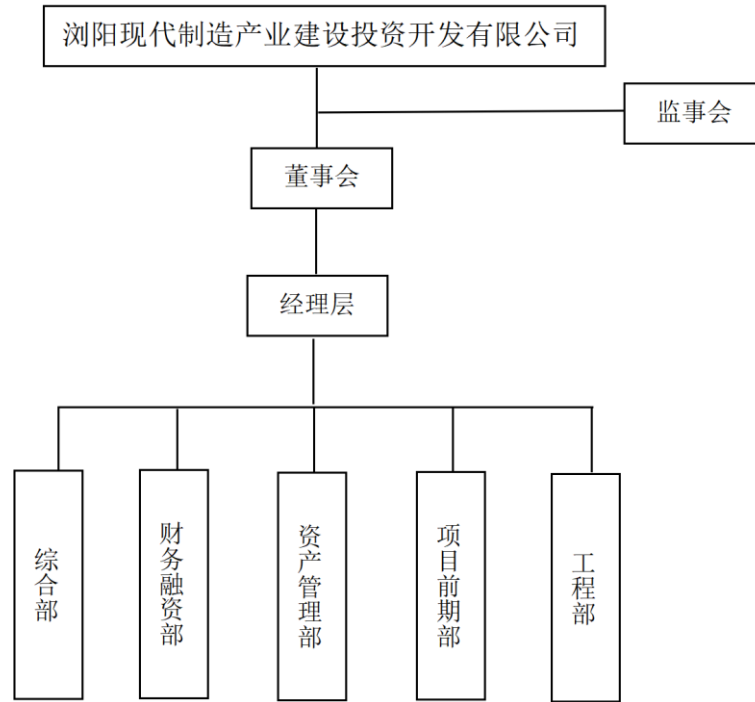 浏阳现代制造产业建设投资开发有限公司
监事会
董事会
经理层
综合部
财务融资部
资产管理部
项目前期部
工程部